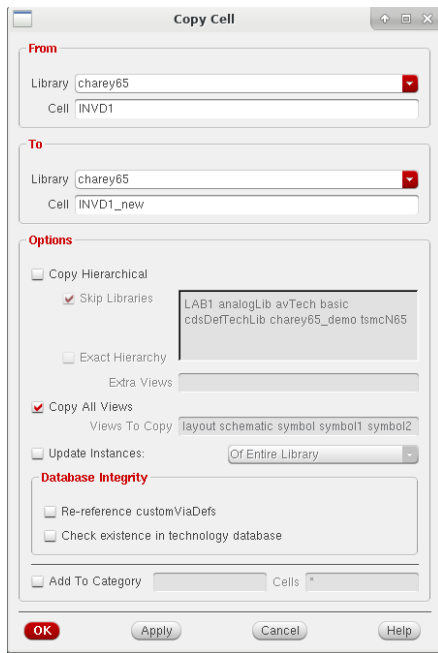 Copy Cell
From
Library charey65
Cell INVD1
To
Library charey65
Cell INVD1_new
Options
Copy Hierarchical
Skip Libraries
LAB1 analogLib avTech basic
cdsDefTechLib charey65_demo tsmcN65
Exact Hierarchy
Extra Views
Copy All Views
Views To Copy layout schematic symbol symbol1 symbol2
Update Instances: Of Entire Library
Database Integrity
Re-reference customViaDefs
Check existence in technology database
Add To Category Cells *
OK Apply Cancel Help